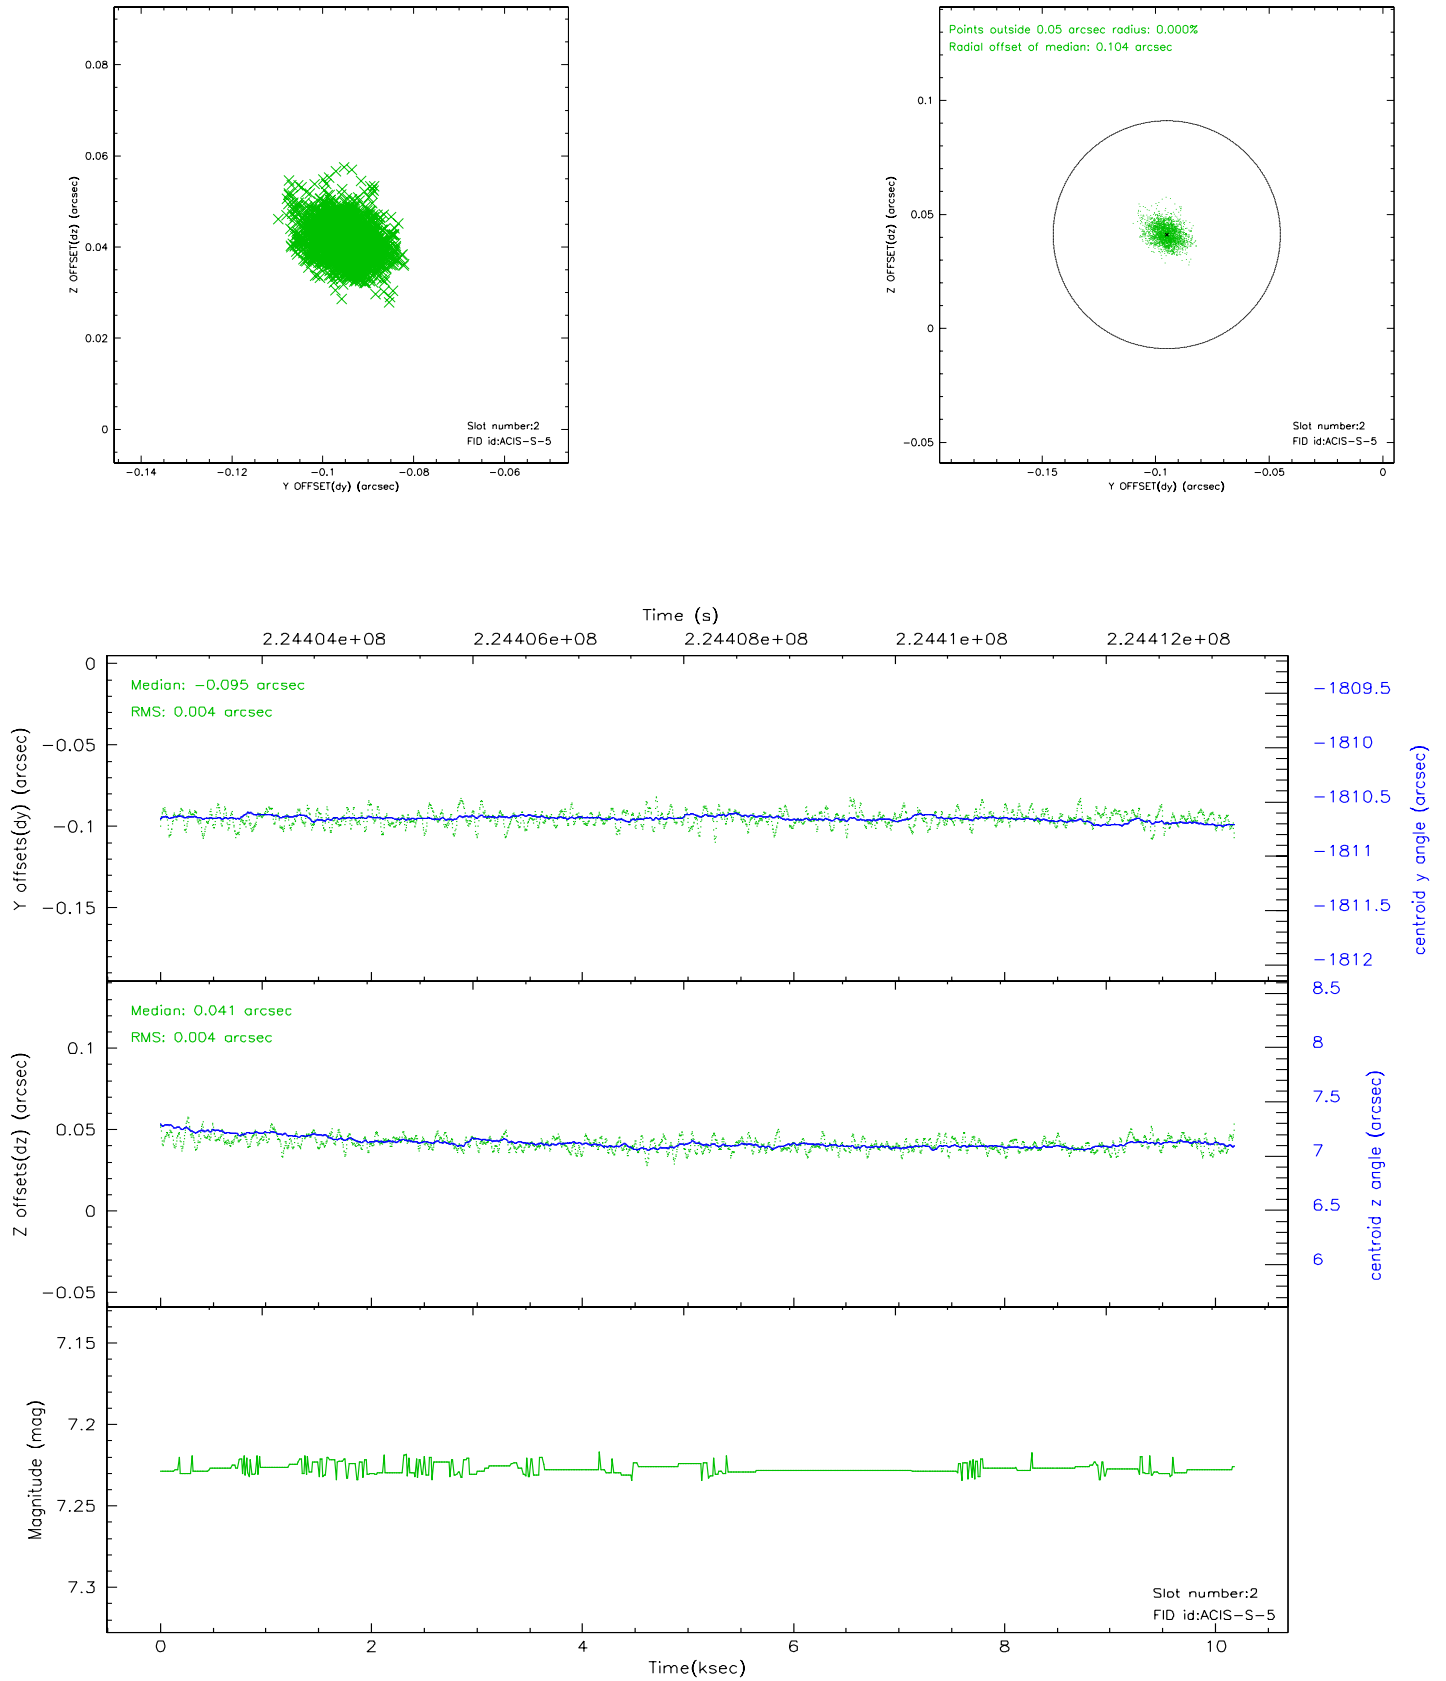 0.08
0.06
0.04
0.02
0
Z OFFSET(dz) (arcsec)
Slot number:2
FID id:ACIS-S-5
-0.14 -0.12 -0.1 -0.08 -0.06
Y OFFSET(dy) (arcsec)
Points outside 0.05 arcsec radius: 0.000%
Radial offset of median: 0.104 arcsec
0.1
0.05
0
-0.05
Z OFFSET(dz) (arcsec)
Slot number:2
FID id:ACIS-S-5
-0.15 -0.1 -0.05 0
Y OFFSET(dy) (arcsec)
Time (s)
2.24404e+08 2.24406e+08 2.24408e+08 2.2441e+08 2.24412e+08
Median: -0.095 arcsec
RMS: 0.004 arcsec
0
-0.05
-0.1
-0.15
Y offsets(dy) (arcsec)
-1809.5
-1810
-1810.5
-1811
-1811.5
-1812
centroid y angle (arcsec)
Median: 0.041 arcsec
RMS: 0.004 arcsec
0.1
0.05
0
-0.05
Z offsets(dz) (arcsec)
8.5
8
7.5
7
6.5
6
centroid z angle (arcsec)
7.15
7.2
7.25
7.3
Magnitude (mag)
Slot number:2
FID id:ACIS-S-5
0 2 4 6 8 10
Time(ksec)